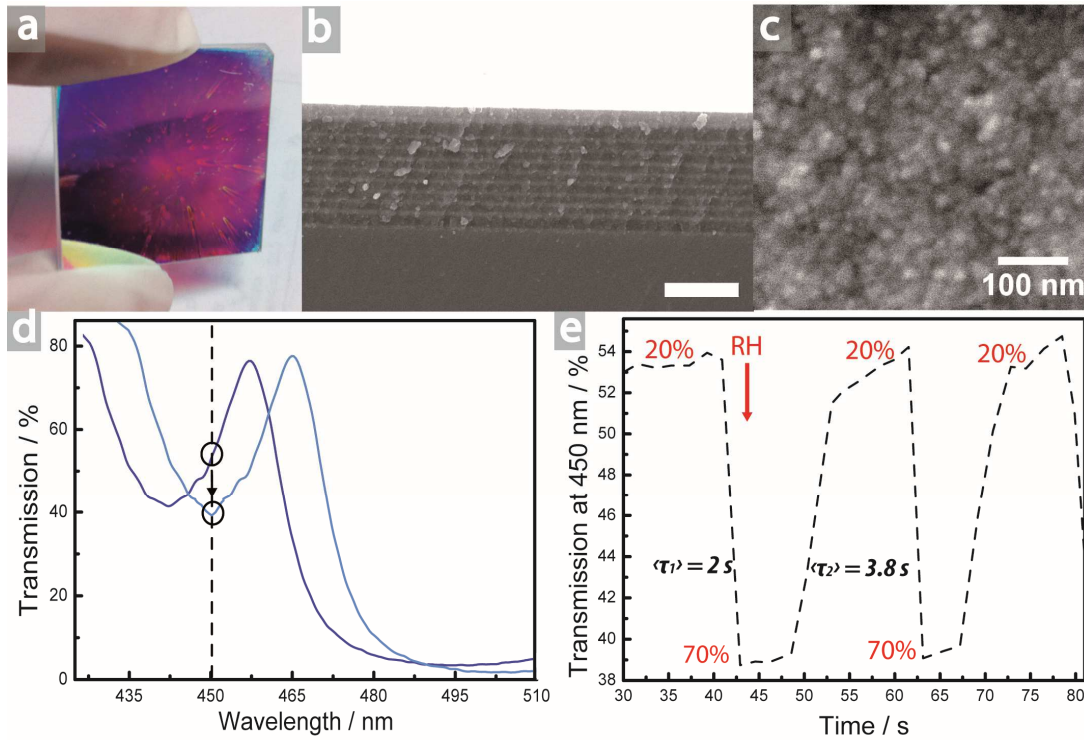 a
b
c
100 nm
d
80
60
40
20
0
Transmission / %
435
450
465
480
495
510
Wavelength / nm
e
54
52
50
48
46
44
42
40
38
Transmission at 450 nm / %
20%
RH
20%
20%
‹τ₁› = 2 s
‹τ₂› = 3.8 s
70%
70%
30
35
40
45
50
55
60
65
70
75
80
Time / s